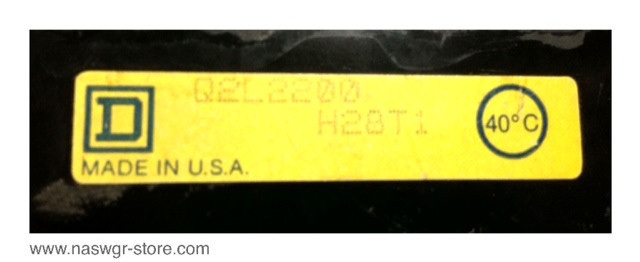 Q2L2200
H28T1
D
40°C
MADE IN U.S.A.
www.naswgr-store.com